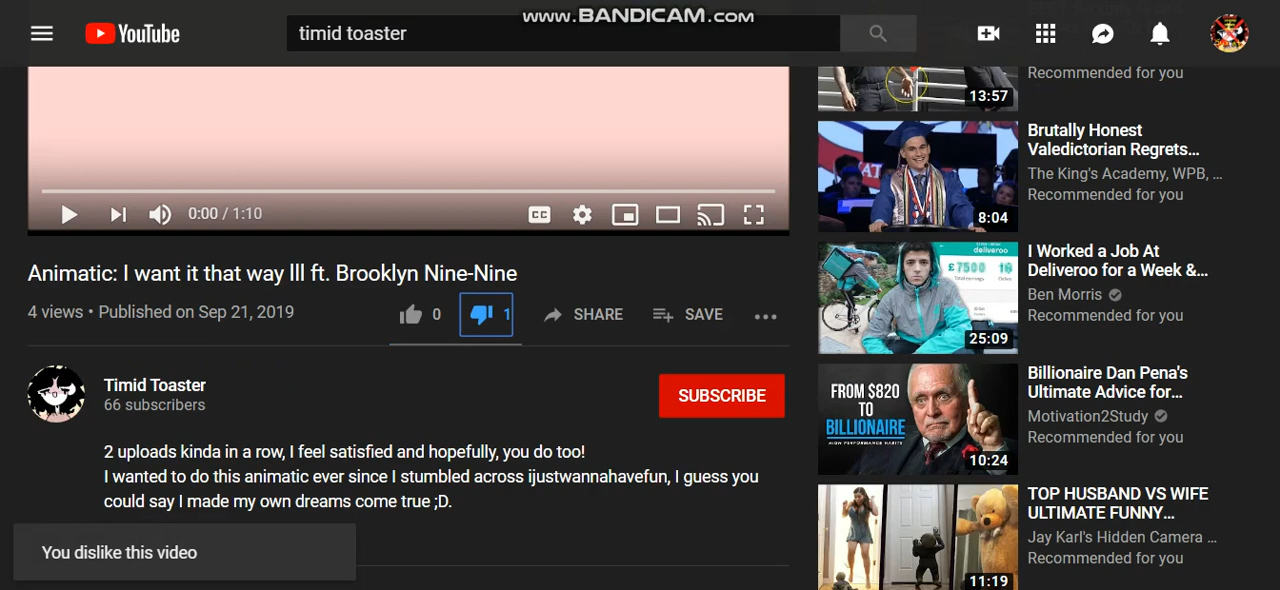 www.BANDICAM.com
YouTube
timid toaster
Recommended for you
13:57
Brutally Honest
Valedictorian Regrets...
The King's Academy, WPB, ...
Recommended for you
8:04
0:00 / 1:10
CC
Animatic: I want it that way lll ft. Brooklyn Nine-Nine
4 views • Published on Sep 21, 2019
0
1
SHARE
SAVE
Timid Toaster
66 subscribers
SUBSCRIBE
2 uploads kinda in a row, I feel satisfied and hopefully, you do too!
I wanted to do this animatic ever since I stumbled across ijustwannahavefun, I guess you
could say I made my own dreams come true ;D.
You dislike this video
deliveroo
£7500
I Worked a Job At
Deliveroo for a Week &...
Ben Morris
Recommended for you
25:09
FROM $820
TO
BILLIONAIRE
HIGH PERFORMANCE HABITS
Billionaire Dan Pena's
Ultimate Advice for...
Motivation2Study
Recommended for you
10:24
TOP HUSBAND VS WIFE
ULTIMATE FUNNY...
Jay Karl's Hidden Camera ...
Recommended for you
11:19